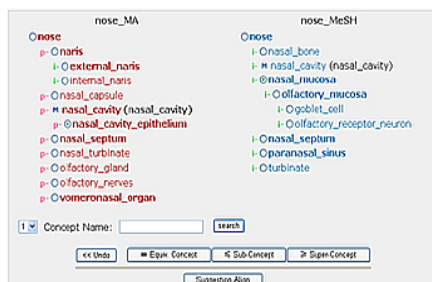 nose_MA
nose
p- naris
i- external_naris
i- internal_naris
p- nasal_capsule
p- M nasal_cavity (nasal_cavity)
p- nasal_cavity_epithelium
p- nasal_septum
p- nasal_turbinate
p- olfactory_gland
p- olfactory_nerves
p- vomeronasal_organ
nose_MeSH
nose
i- nasal_bone
i- M nasal_cavity (nasal_cavity)
i- nasal_mucosa
i- olfactory_mucosa
i- goblet_cell
i- olfactory_receptor_neuron
i- nasal_septum
i- paranasal_sinus
i- turbinate
1 Concept Name: search
<< Undo = Equiv. Concept ≤ Sub-Concept ≥ Super-Concept
Suggestion Align